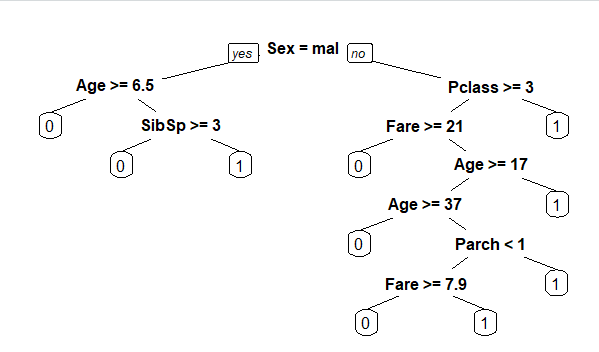 yes Sex = mal no
Age >= 6.5 Pclass >= 3
0 SibSp >= 3 Fare >= 21 1
0 1 0 Age >= 17
Age >= 37 1
0 Parch < 1
Fare >= 7.9 1
0 1